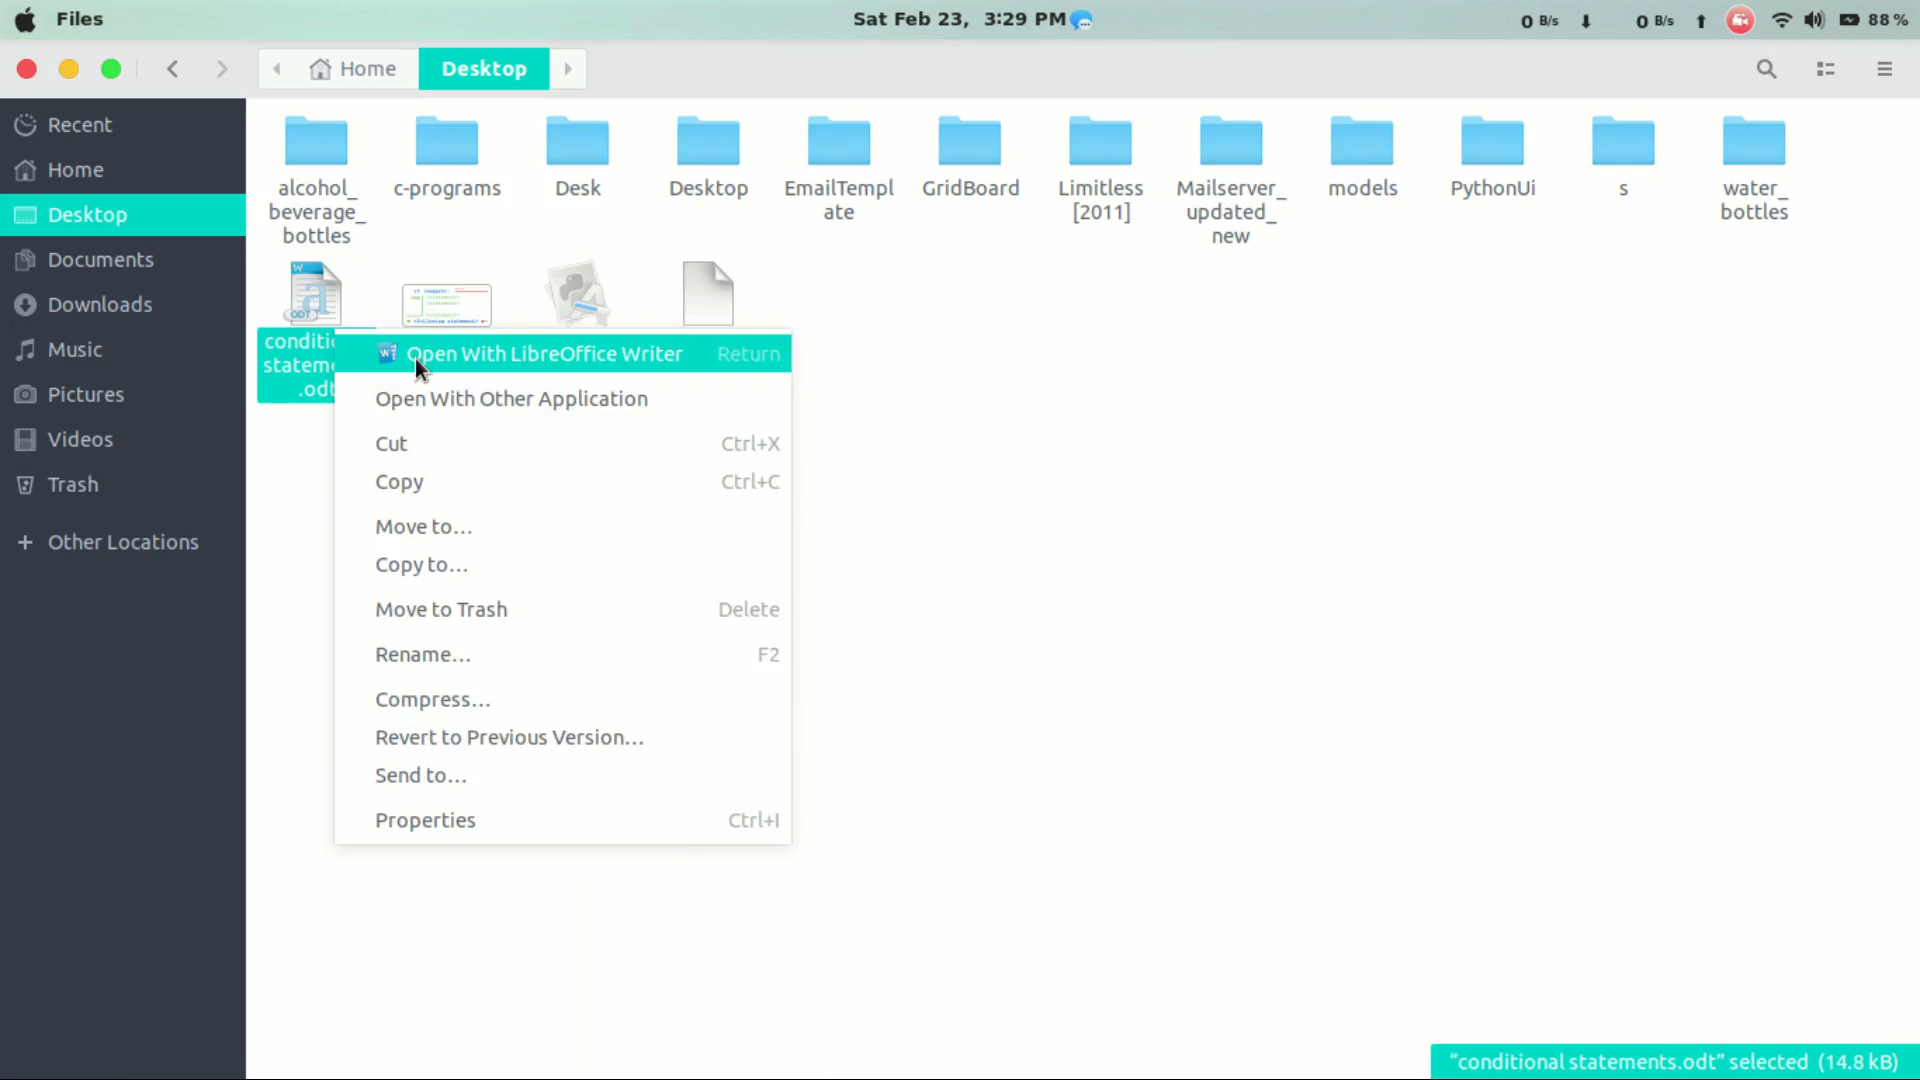 Files
Sat Feb 23, 3:29 PM
0 B/s
0 B/s
88 %
Home
Desktop
Recent
Home
Desktop
Documents
Downloads
Music
Pictures
Videos
Trash
+ Other Locations
alcohol_
beverage_
bottles
c-programs
Desk
Desktop
EmailTempl
ate
GridBoard
Limitless
[2011]
Mailserver_
updated_
new
models
PythonUi
s
water_
bottles
W
a
ODT
conditio
stateme
.odt
Open With LibreOffice Writer Return
Open With Other Application
Cut Ctrl+X
Copy Ctrl+C
Move to…
Copy to…
Move to Trash Delete
Rename… F2
Compress…
Revert to Previous Version…
Send to…
Properties Ctrl+I
“conditional statements.odt” selected (14.8 kB)